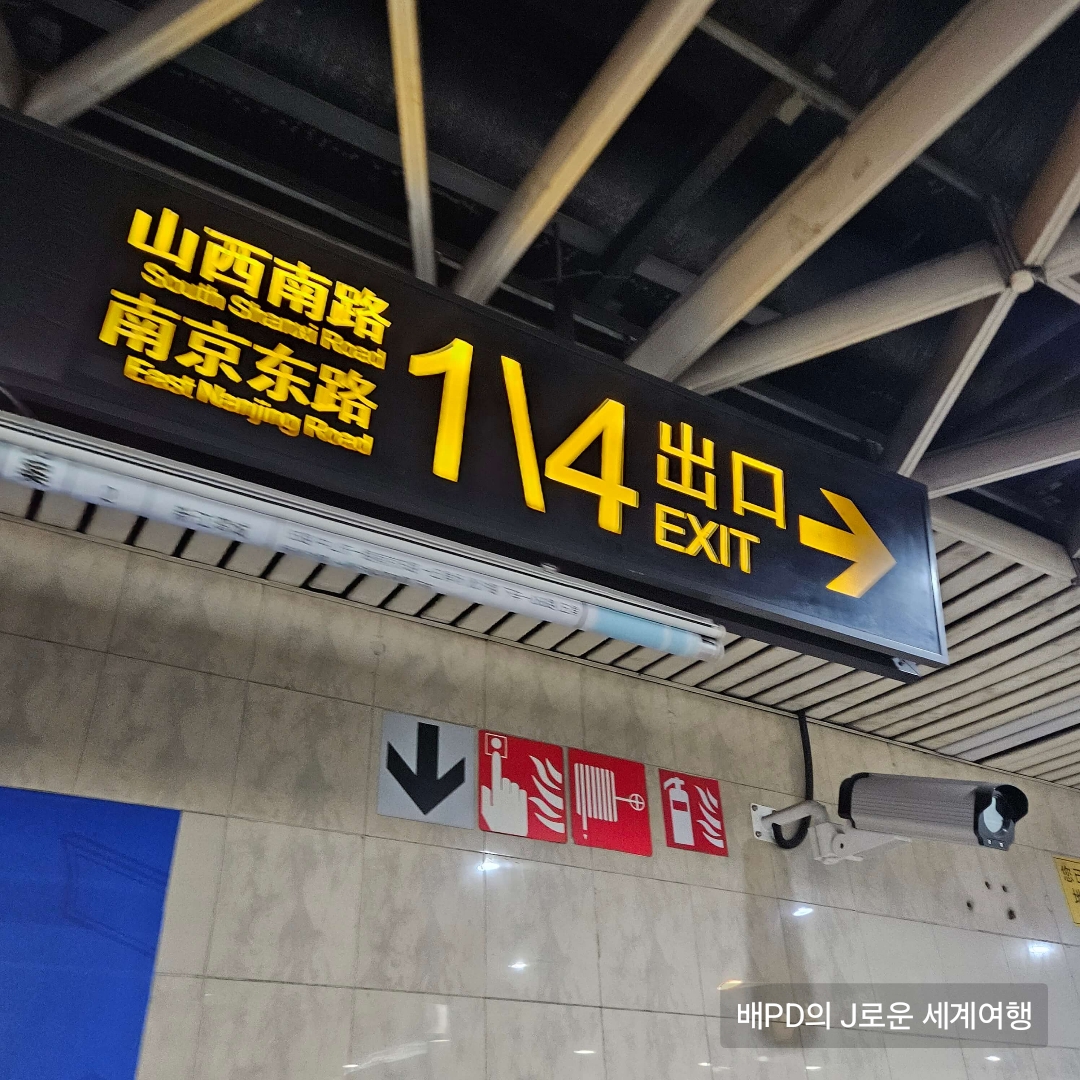 山西南路
South Shanxi Road
南京东路
East Nanjing Road
1\4
出口
EXIT
배PD의 J로운 세계여행